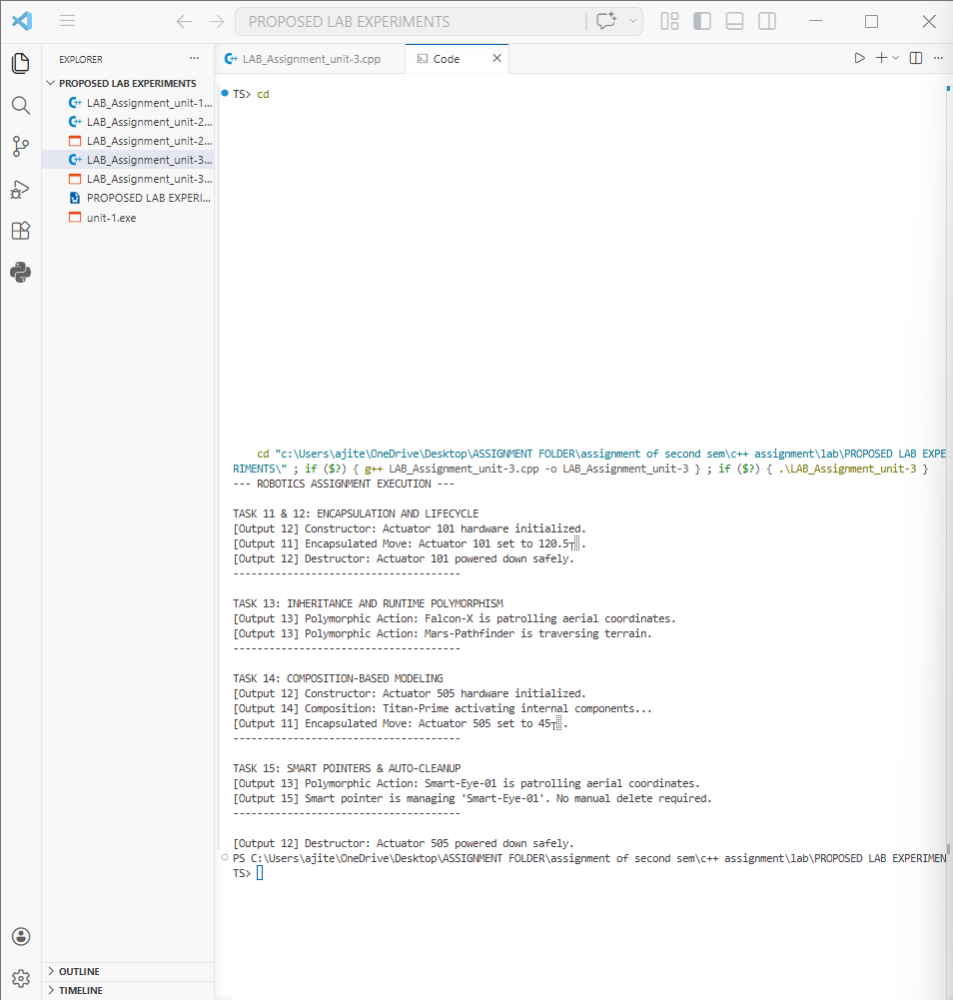 PROPOSED LAB EXPERIMENTS
EXPLORER
LAB_Assignment_unit-3.cpp
Code
PROPOSED LAB EXPERIMENTS
LAB_Assignment_unit-1...
LAB_Assignment_unit-2...
LAB_Assignment_unit-2...
LAB_Assignment_unit-3...
LAB_Assignment_unit-3...
PROPOSED LAB EXPERI...
unit-1.exe
OUTLINE
TIMELINE
TS> cd
cd "c:\Users\ajite\OneDrive\Desktop\ASSIGNMENT FOLDER\assignment of second sem\c++ assignment\lab\PROPOSED LAB EXPE
RIMENTS\" ; if ($?) { g++ LAB_Assignment_unit-3.cpp -o LAB_Assignment_unit-3 } ; if ($?) { .\LAB_Assignment_unit-3 }
--- ROBOTICS ASSIGNMENT EXECUTION ---
TASK 11 & 12: ENCAPSULATION AND LIFECYCLE
[Output 12] Constructor: Actuator 101 hardware initialized.
[Output 11] Encapsulated Move: Actuator 101 set to 120.5┬░.
[Output 12] Destructor: Actuator 101 powered down safely.
--------------------------------------
TASK 13: INHERITANCE AND RUNTIME POLYMORPHISM
[Output 13] Polymorphic Action: Falcon-X is patrolling aerial coordinates.
[Output 13] Polymorphic Action: Mars-Pathfinder is traversing terrain.
--------------------------------------
TASK 14: COMPOSITION-BASED MODELING
[Output 12] Constructor: Actuator 505 hardware initialized.
[Output 14] Composition: Titan-Prime activating internal components...
[Output 11] Encapsulated Move: Actuator 505 set to 45┬░.
--------------------------------------
TASK 15: SMART POINTERS & AUTO-CLEANUP
[Output 13] Polymorphic Action: Smart-Eye-01 is patrolling aerial coordinates.
[Output 15] Smart pointer is managing 'Smart-Eye-01'. No manual delete required.
--------------------------------------
[Output 12] Destructor: Actuator 505 powered down safely.
PS C:\Users\ajite\OneDrive\Desktop\ASSIGNMENT FOLDER\assignment of second sem\c++ assignment\lab\PROPOSED LAB EXPERIMEN
TS>